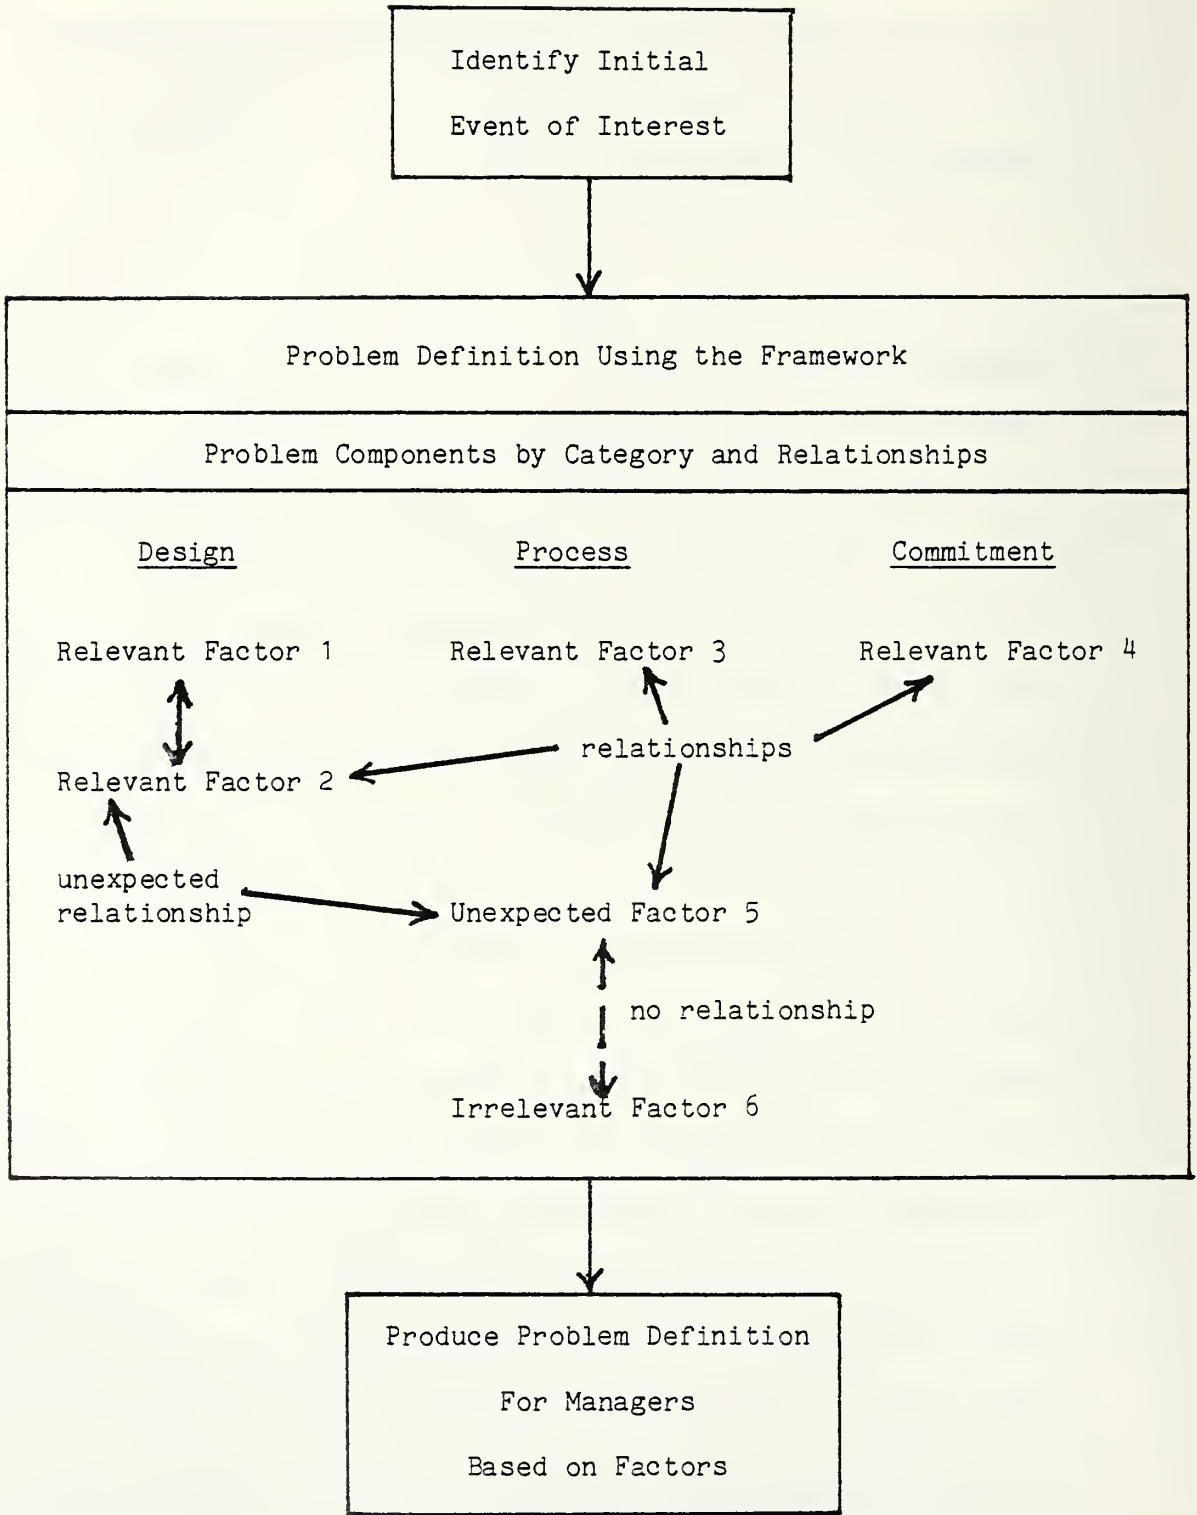 Identify Initial
Event of Interest
Problem Definition Using the Framework
Problem Components by Category and Relationships
Design Process Commitment
Relevant Factor 1 Relevant Factor 3 Relevant Factor 4
relationships
Relevant Factor 2
unexpected
relationship
Unexpected Factor 5
no relationship
Irrelevant Factor 6
Produce Problem Definition
For Managers
Based on Factors